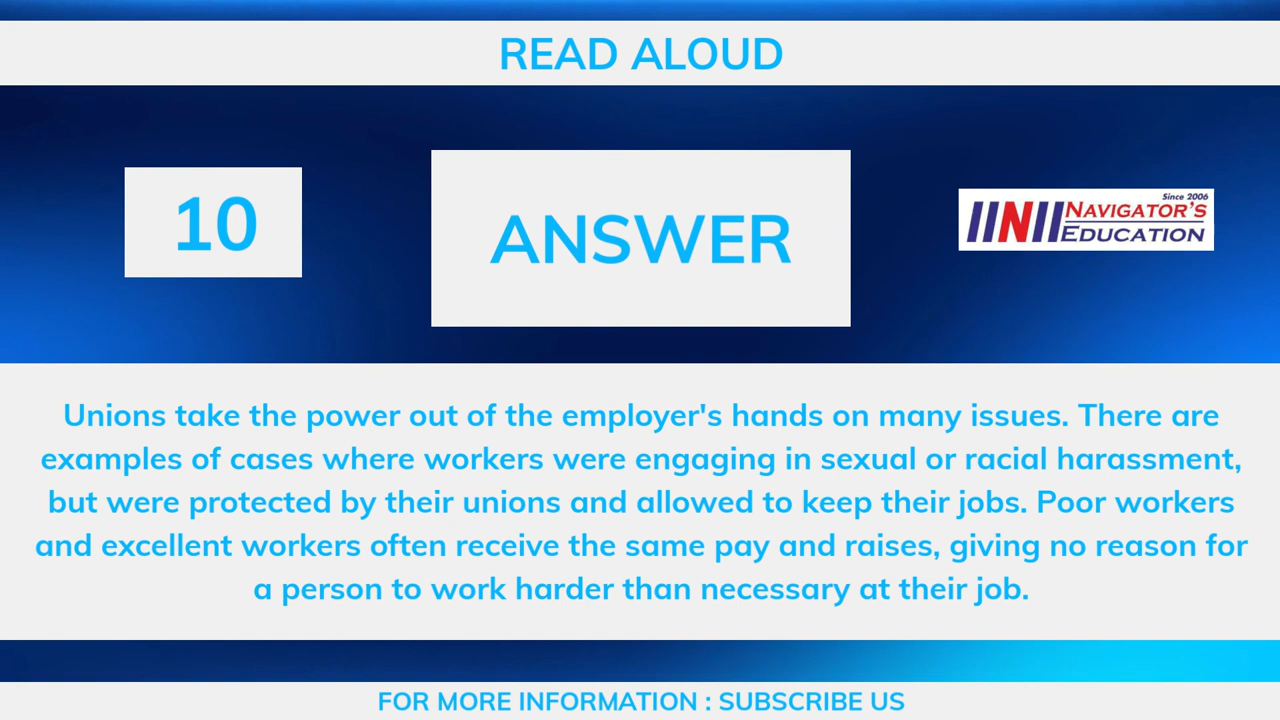 READ ALOUD
10
ANSWER
Since 2006
NAVIGATOR'S
EDUCATION
Unions take the power out of the employer's hands on many issues. There are
examples of cases where workers were engaging in sexual or racial harassment,
but were protected by their unions and allowed to keep their jobs. Poor workers
and excellent workers often receive the same pay and raises, giving no reason for
a person to work harder than necessary at their job.
FOR MORE INFORMATION : SUBSCRIBE US